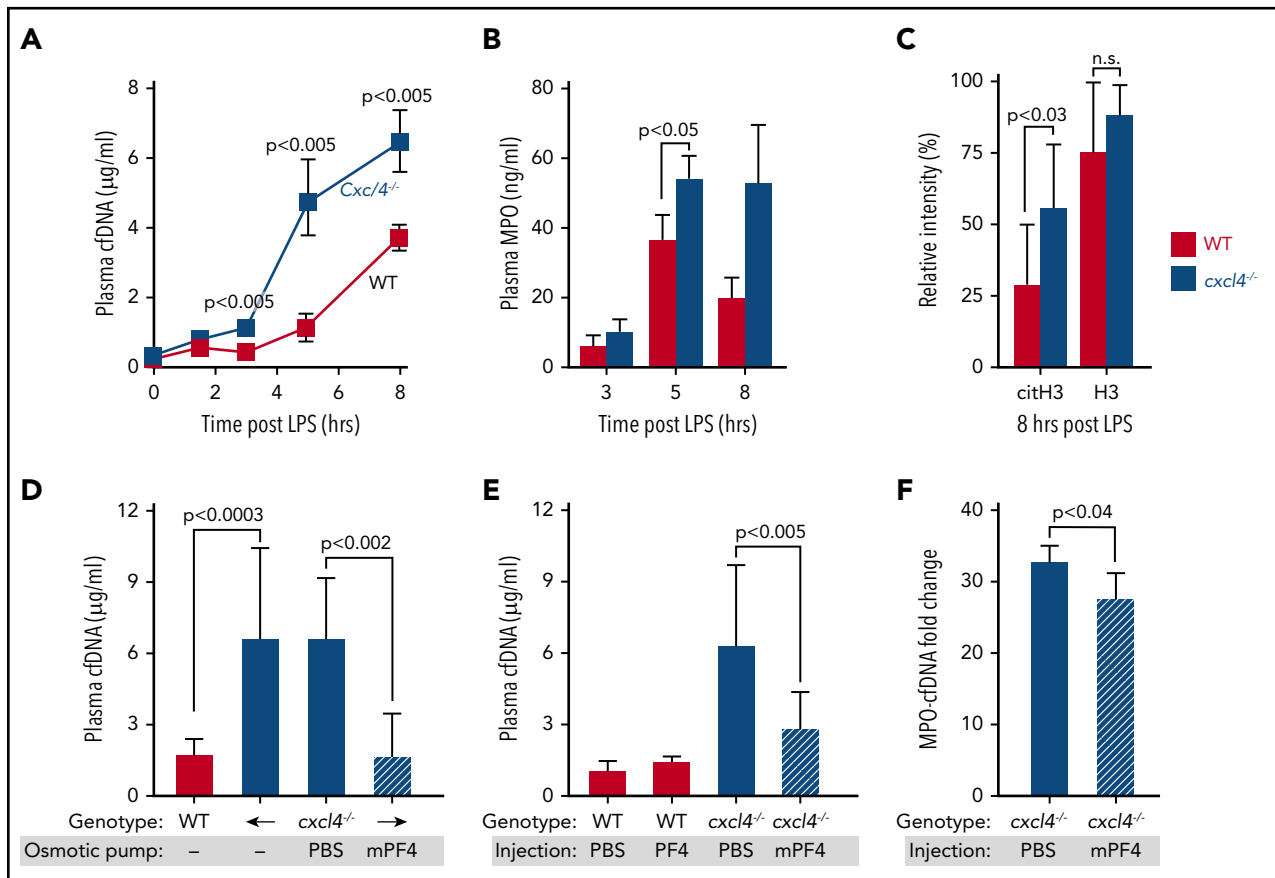 A
8
6
4
2
0
Plasma cfDNA (µg/ml)
p<0.005
p<0.005
p<0.005
Cxc/4-/-
WT
0 2 4 6 8
Time post LPS (hrs)
B
80
60
40
20
0
Plasma MPO (ng/ml)
p<0.05
3 5 8
Time post LPS (hrs)
C
100
75
50
25
0
Relative intensity (%)
n.s.
p<0.03
citH3 H3
8 hrs post LPS
WT
cxcl4-/-
D
12
9
6
3
0
Plasma cfDNA (µg/ml)
p<0.0003
p<0.002
Genotype: WT ← cxcl4-/- →
Osmotic pump: – – PBS mPF4
E
12
9
6
3
0
Plasma cfDNA (µg/ml)
p<0.005
Genotype: WT WT cxcl4-/- cxcl4-/-
Injection: PBS PF4 PBS mPF4
F
40
30
20
10
0
MPO-cfDNA fold change
p<0.04
Genotype: cxcl4-/- cxcl4-/-
Injection: PBS mPF4